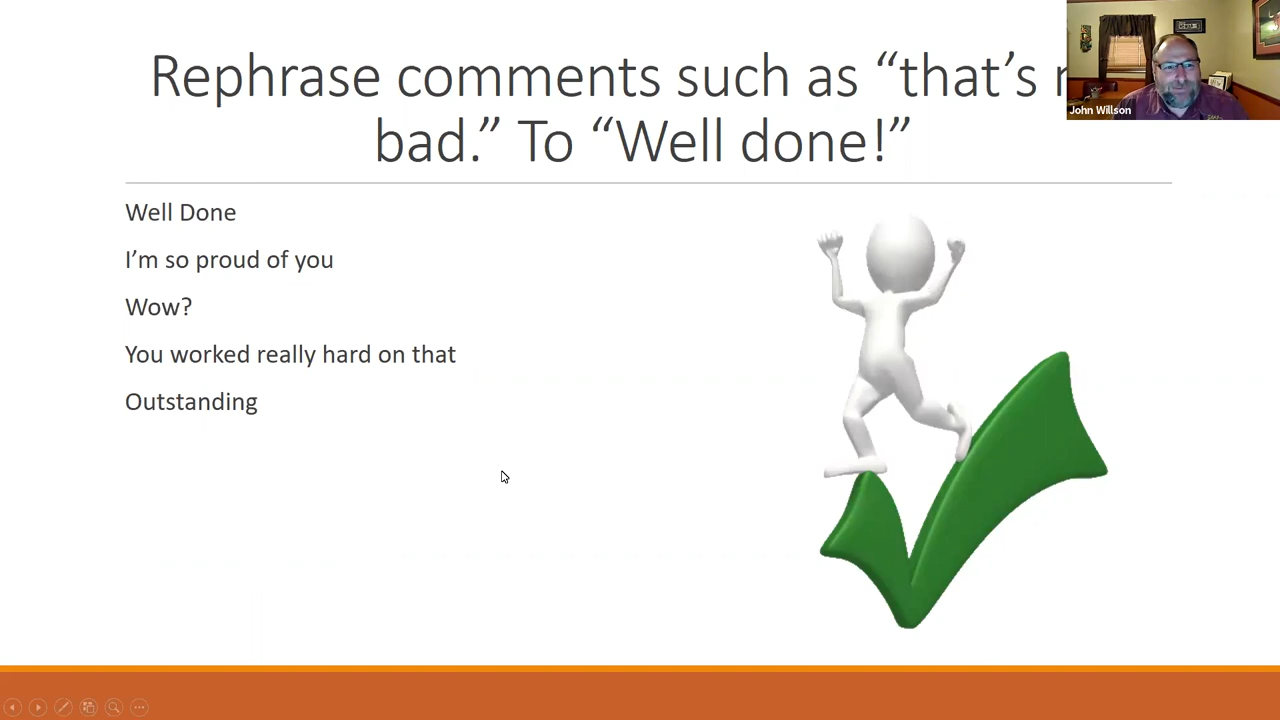 Rephrase comments such as “that’s
bad.” To “Well done!”
John Willson
Well Done
I’m so proud of you
Wow?
You worked really hard on that
Outstanding